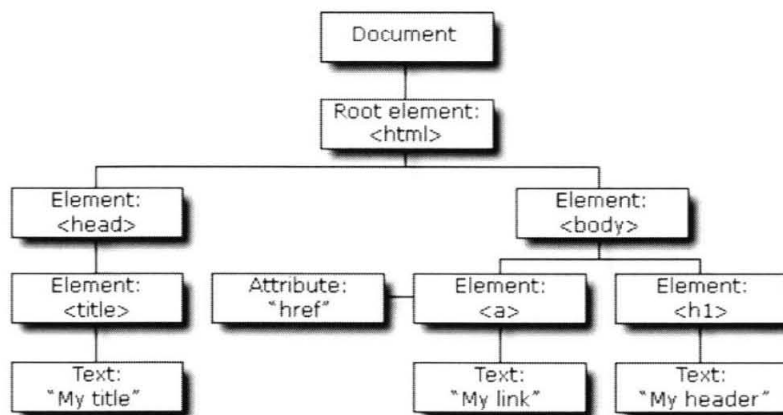 Document
Root element:
<html>
Element:
<head>
Element:
<body>
Element:
<title>
Attribute:
“href”
Element:
<a>
Element:
<h1>
Text:
“My title”
Text:
“My link”
Text:
“My header”